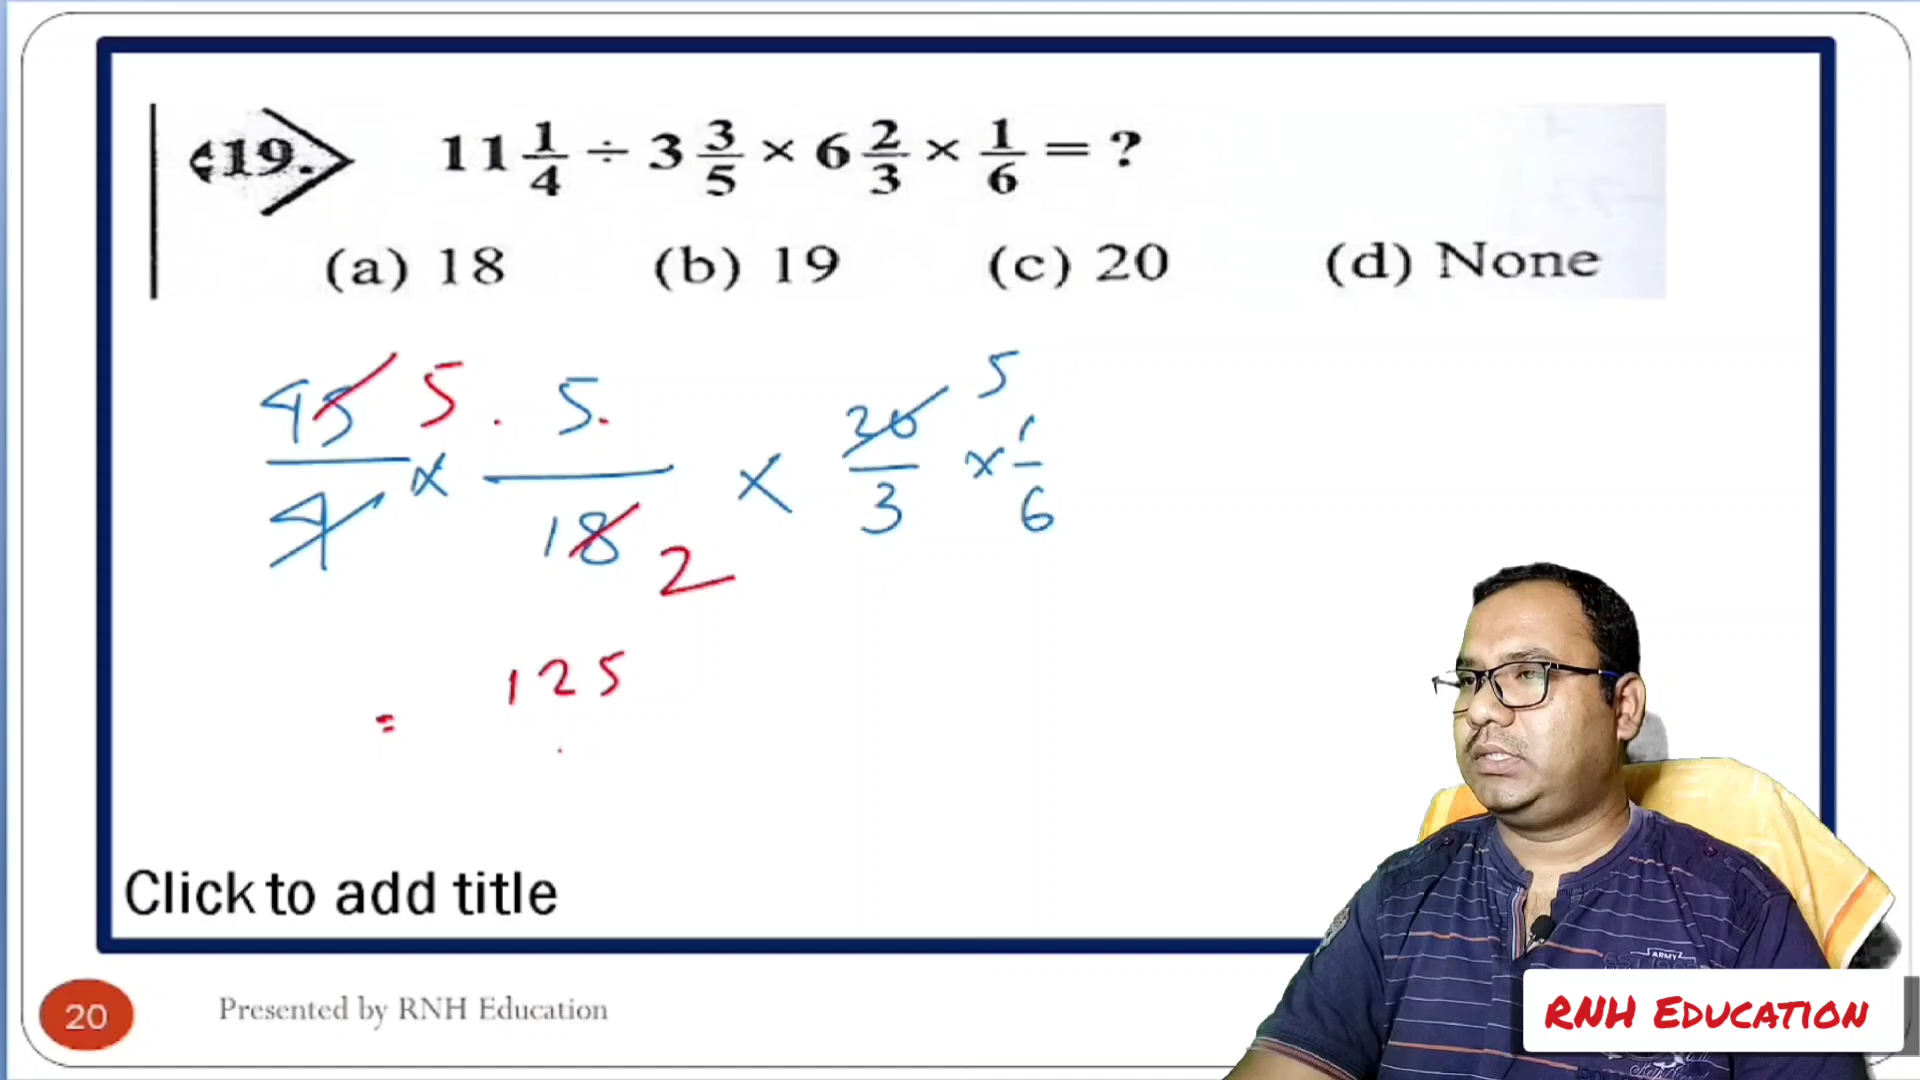 19. 11 1/4 ÷ 3 3/5 × 6 2/3 × 1/6 = ?
(a) 18 (b) 19 (c) 20 (d) None
45 5 . 5. 20 5 1
× × ×
4 18 2 3 6
= 125
Click to add title
20 Presented by RNH Education
ARMY
RNH EDUCATION